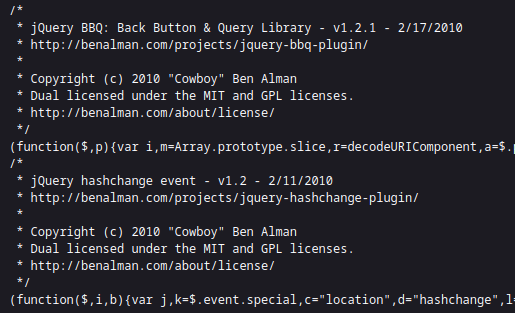 /*
 * jQuery BBQ: Back Button & Query Library - v1.2.1 - 2/17/2010
 * http://benalman.com/projects/jquery-bbq-plugin/
 *
 * Copyright (c) 2010 "Cowboy" Ben Alman
 * Dual licensed under the MIT and GPL licenses.
 * http://benalman.com/about/license/
 */
(function($,p){var i,m=Array.prototype.slice,r=decodeURIComponent,a=$.p
/*
 * jQuery hashchange event - v1.2 - 2/11/2010
 * http://benalman.com/projects/jquery-hashchange-plugin/
 *
 * Copyright (c) 2010 "Cowboy" Ben Alman
 * Dual licensed under the MIT and GPL licenses.
 * http://benalman.com/about/license/
 */
(function($,i,b){var j,k=$.event.special,c="location",d="hashchange",l=